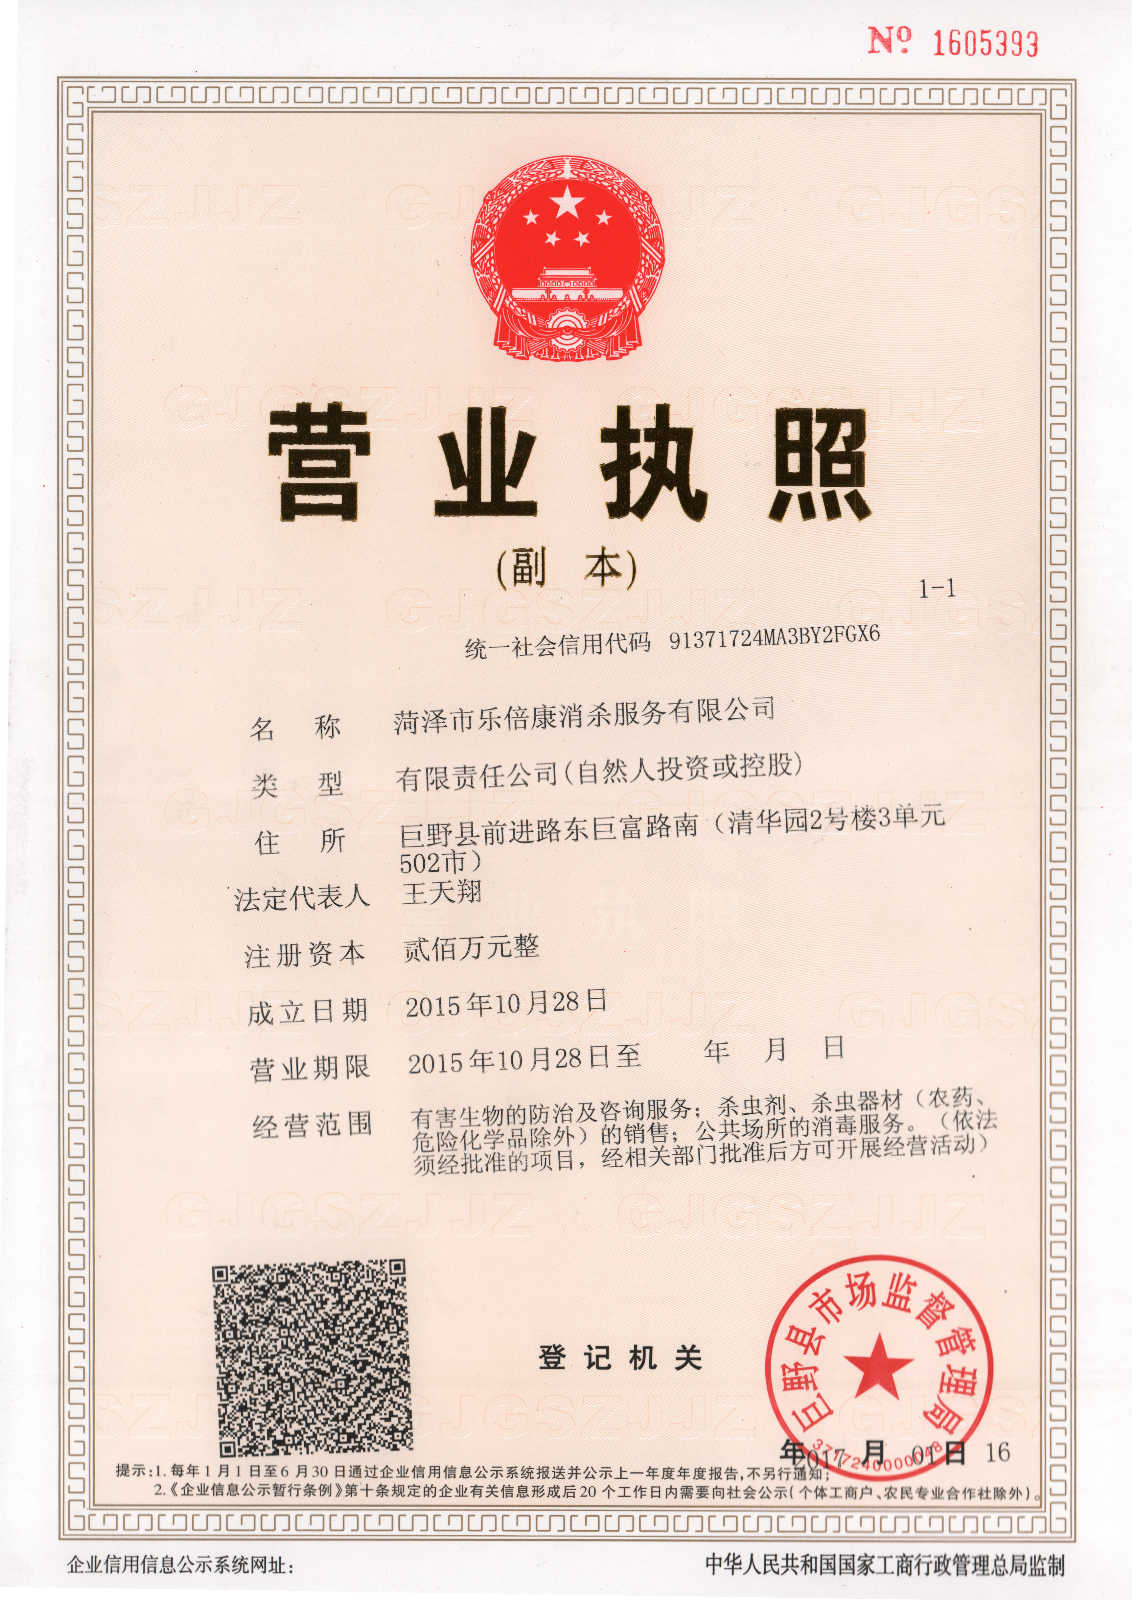 Nº 1605393
营业执照
(副 本)
1-1
统一社会信用代码 91371724MA3BY2FGX6
名 称 菏泽市乐倍康消杀服务有限公司
类 型 有限责任公司(自然人投资或控股)
住 所 巨野县前进路东巨富路南（清华园2号楼3单元
502市）
法定代表人 王天翔
注册资本 贰佰万元整
成立日期 2015年10月28日
营业期限 2015年10月28日至 年 月 日
经营范围 有害生物的防治及咨询服务；杀虫剂、杀虫器材（农药、
危险化学品除外）的销售；公共场所的消毒服务。（依法
须经批准的项目，经相关部门批准后方可开展经营活动）
登记机关
巨野县市场监督管理局
3717240000048
年2017 月 01日 16
提示:1.每年1月1日至6月30日通过企业信用信息公示系统报送并公示上一年度年度报告,不另行通知;
2.《企业信息公示暂行条例》第十条规定的企业有关信息形成后20个工作日内需要向社会公示(个体工商户、农民专业合作社除外)。
企业信用信息公示系统网址:
中华人民共和国国家工商行政管理总局监制